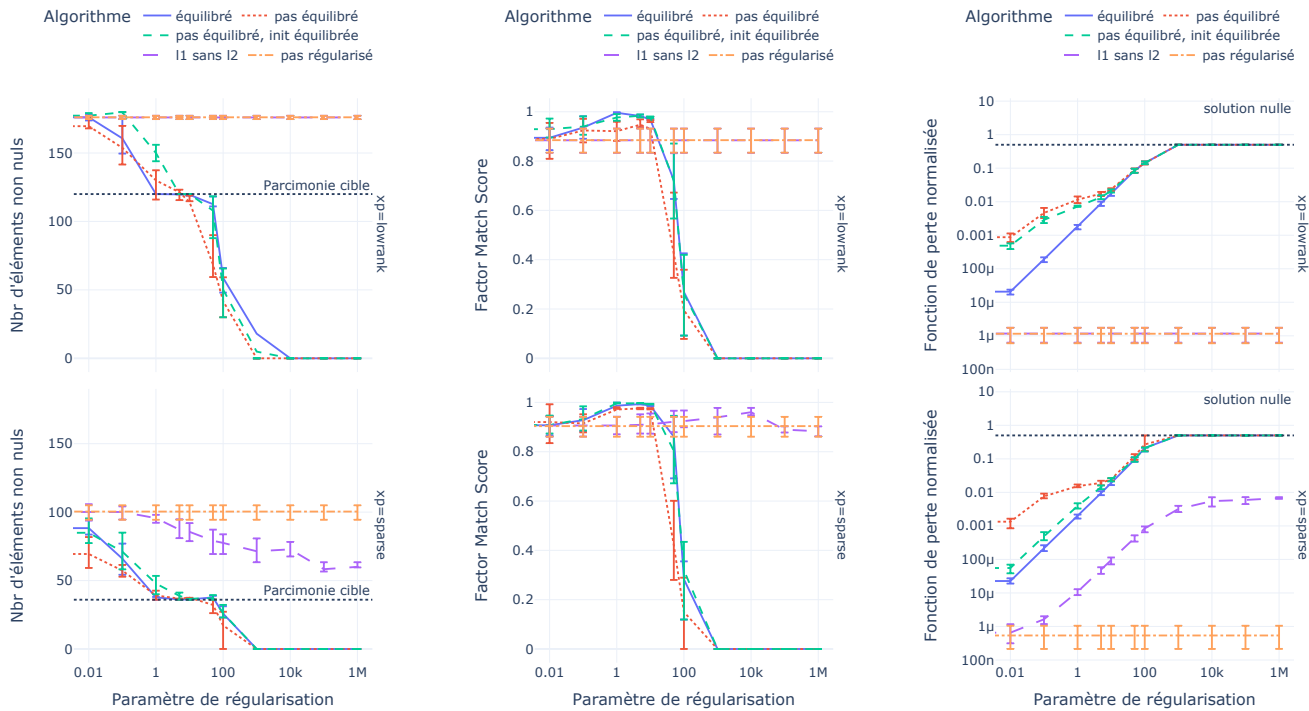 Algorithme équilibré pas équilibré
pas équilibré, init équilibrée
l1 sans l2 pas régularisé
Algorithme équilibré pas équilibré
pas équilibré, init équilibrée
l1 sans l2 pas régularisé
Algorithme équilibré pas équilibré
pas équilibré, init équilibrée
l1 sans l2 pas régularisé
Nbr d'éléments non nuls
150
100
50
0
Parcimonie cible
xp=lowrank
Factor Match Score
1
0.8
0.6
0.4
0.2
0
xp=lowrank
Fonction de perte normalisée
10
1
0.1
0.01
0.001
100μ
10μ
1μ
100n
solution nulle
xp=lowrank
Nbr d'éléments non nuls
150
100
50
0
Parcimonie cible
xp=sparse
0.01 1 100 10k 1M
Paramètre de régularisation
Factor Match Score
1
0.8
0.6
0.4
0.2
0
xp=sparse
0.01 1 100 10k 1M
Paramètre de régularisation
Fonction de perte normalisée
10
1
0.1
0.01
0.001
100μ
10μ
1μ
100n
solution nulle
xp=sparse
0.01 1 100 10k 1M
Paramètre de régularisation